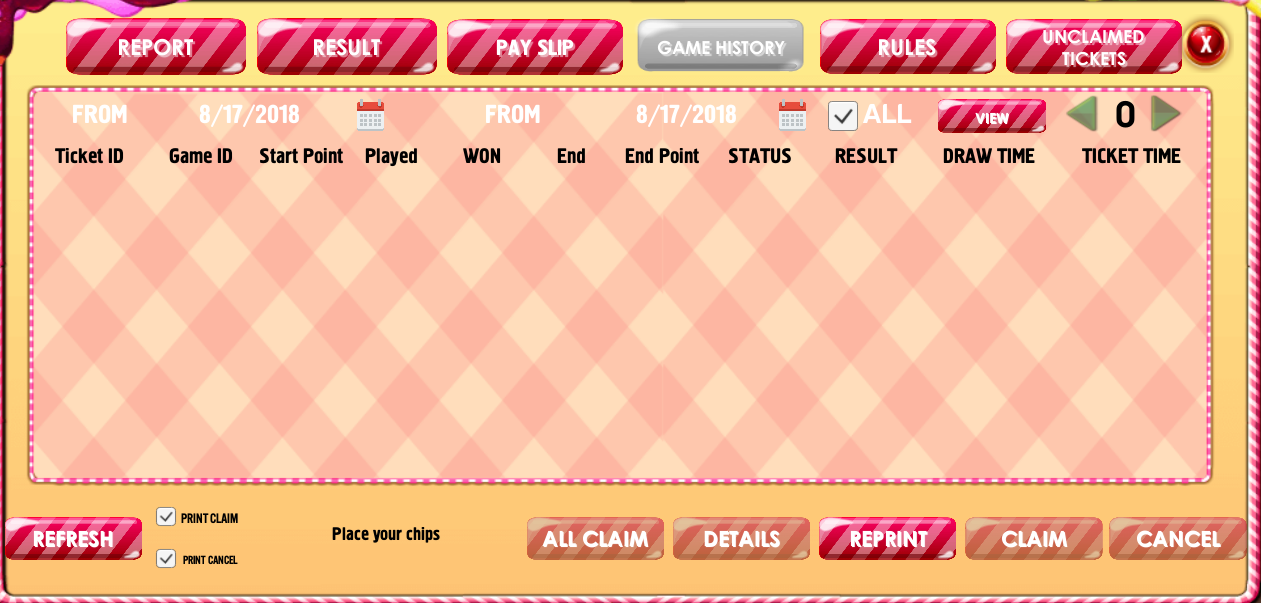 REPORT RESULT PAY SLIP GAME HISTORY RULES UNCLAIMED TICKETS X
FROM 8/17/2018 FROM 8/17/2018 ALL VIEW 0
Ticket ID Game ID Start Point Played WON End End Point STATUS RESULT DRAW TIME TICKET TIME
REFRESH PRINT CLAIM
PRINT CANCEL
Place your chips
ALL CLAIM DETAILS REPRINT CLAIM CANCEL